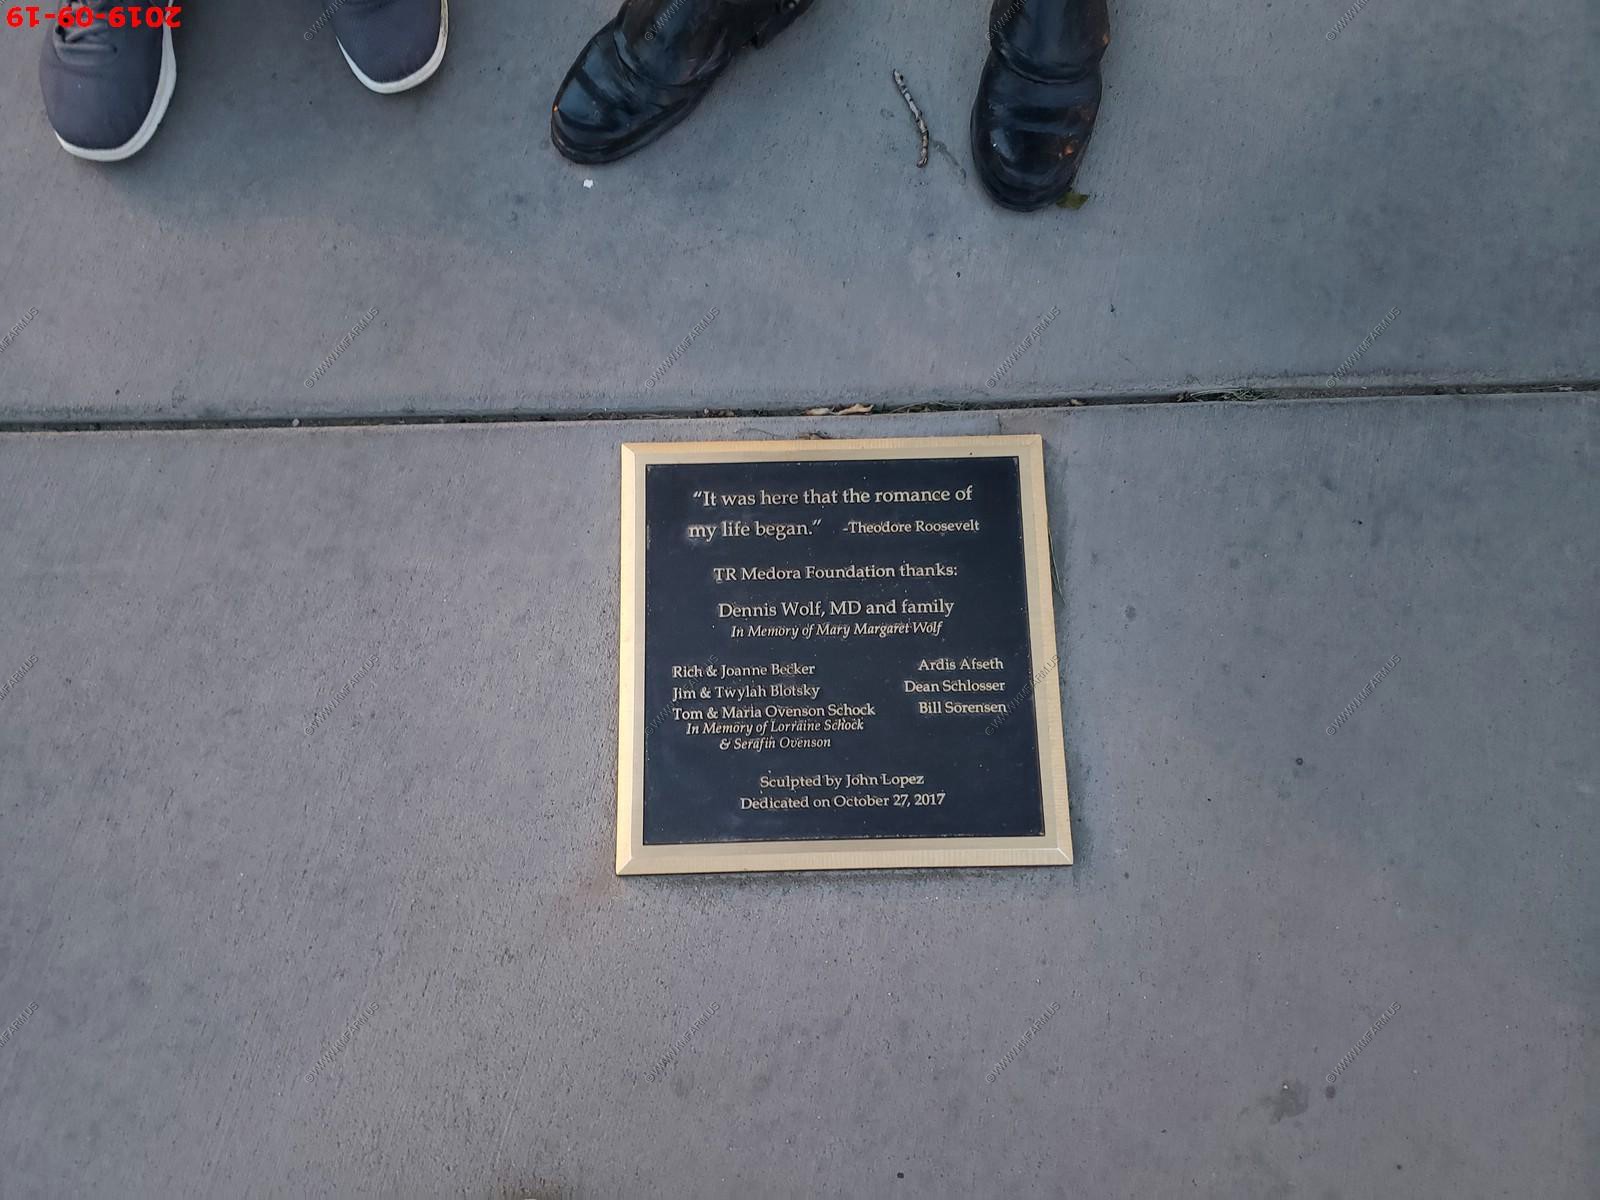 2019-09-19
“It was here that the romance of
my life began.” -Theodore Roosevelt
TR Medora Foundation thanks:
Dennis Wolf, MD and family
In Memory of Mary Margaret Wolf
Rich & Joanne Becker Ardis Afseth
Jim & Twylah Blotsky Dean Schlosser
Tom & Maria Ovenson Schock Bill Sorensen
In Memory of Lorraine Schock
& Serafin Ovenson
Sculpted by John Lopez
Dedicated on October 27, 2017
©WWW.KMFARM.US